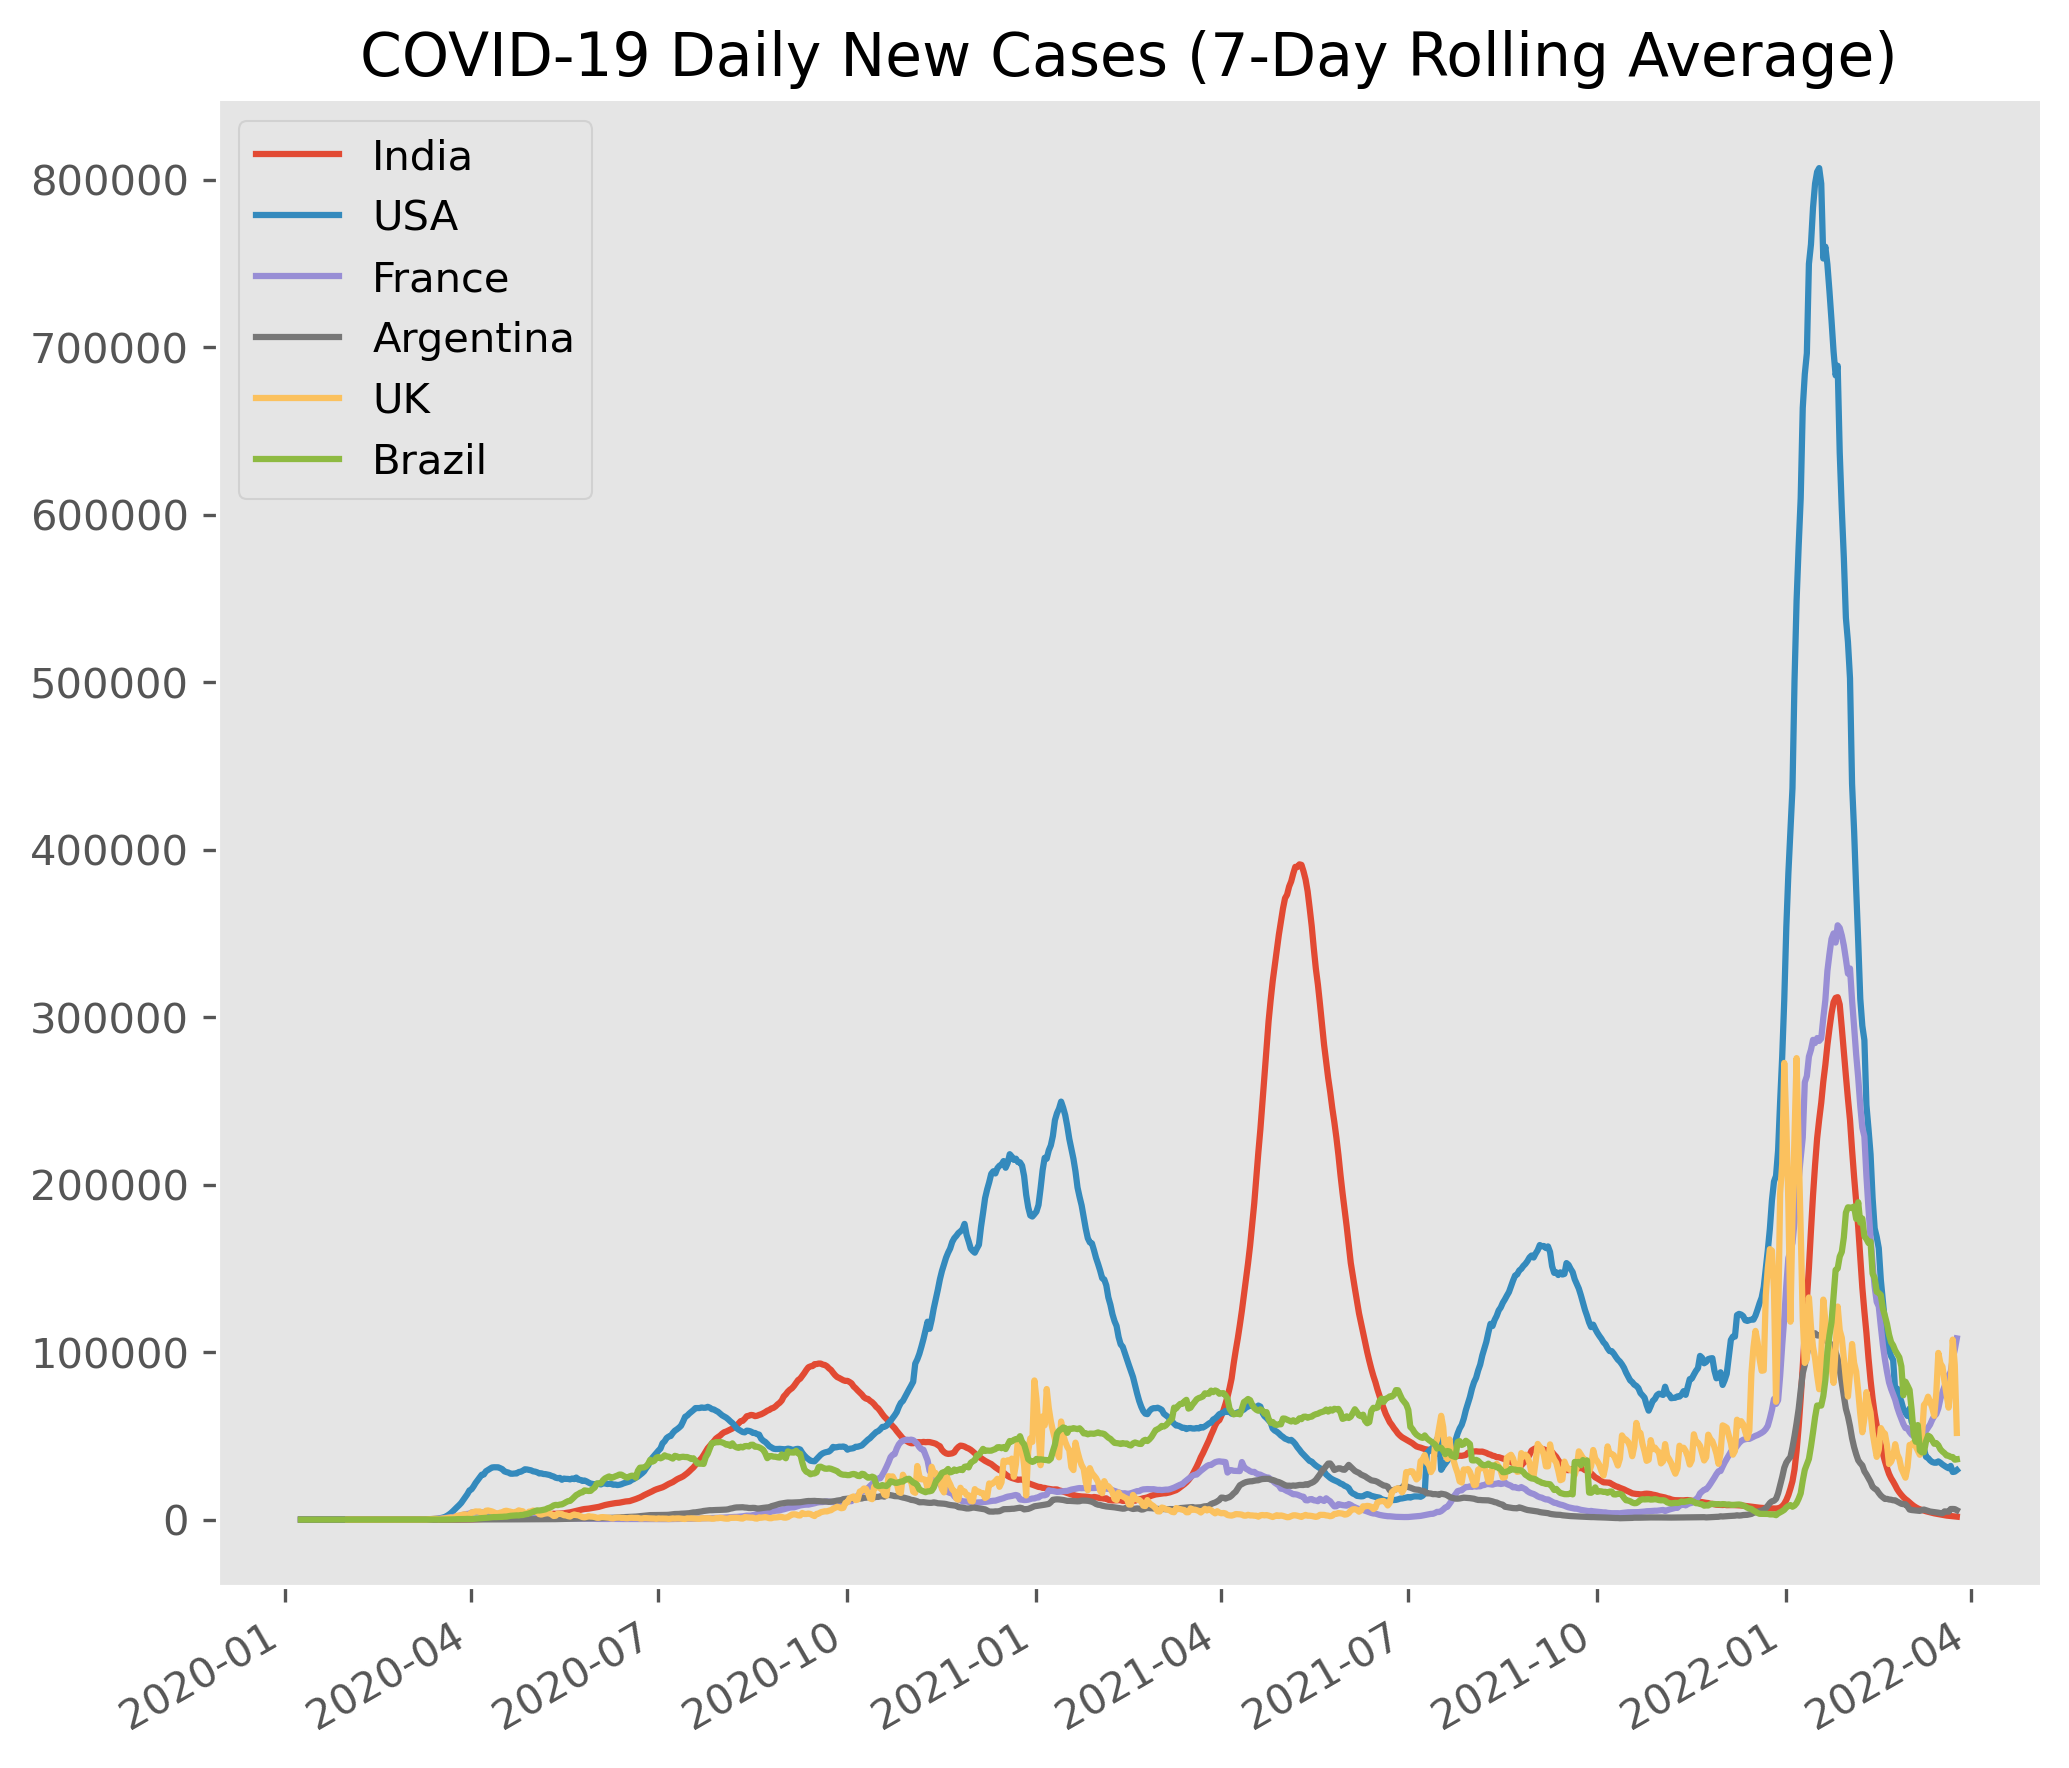 COVID-19 Daily New Cases (7-Day Rolling Average)
India
USA
France
Argentina
UK
Brazil
800000
700000
600000
500000
400000
300000
200000
100000
0
2020-01
2020-04
2020-07
2020-10
2021-01
2021-04
2021-07
2021-10
2022-01
2022-04